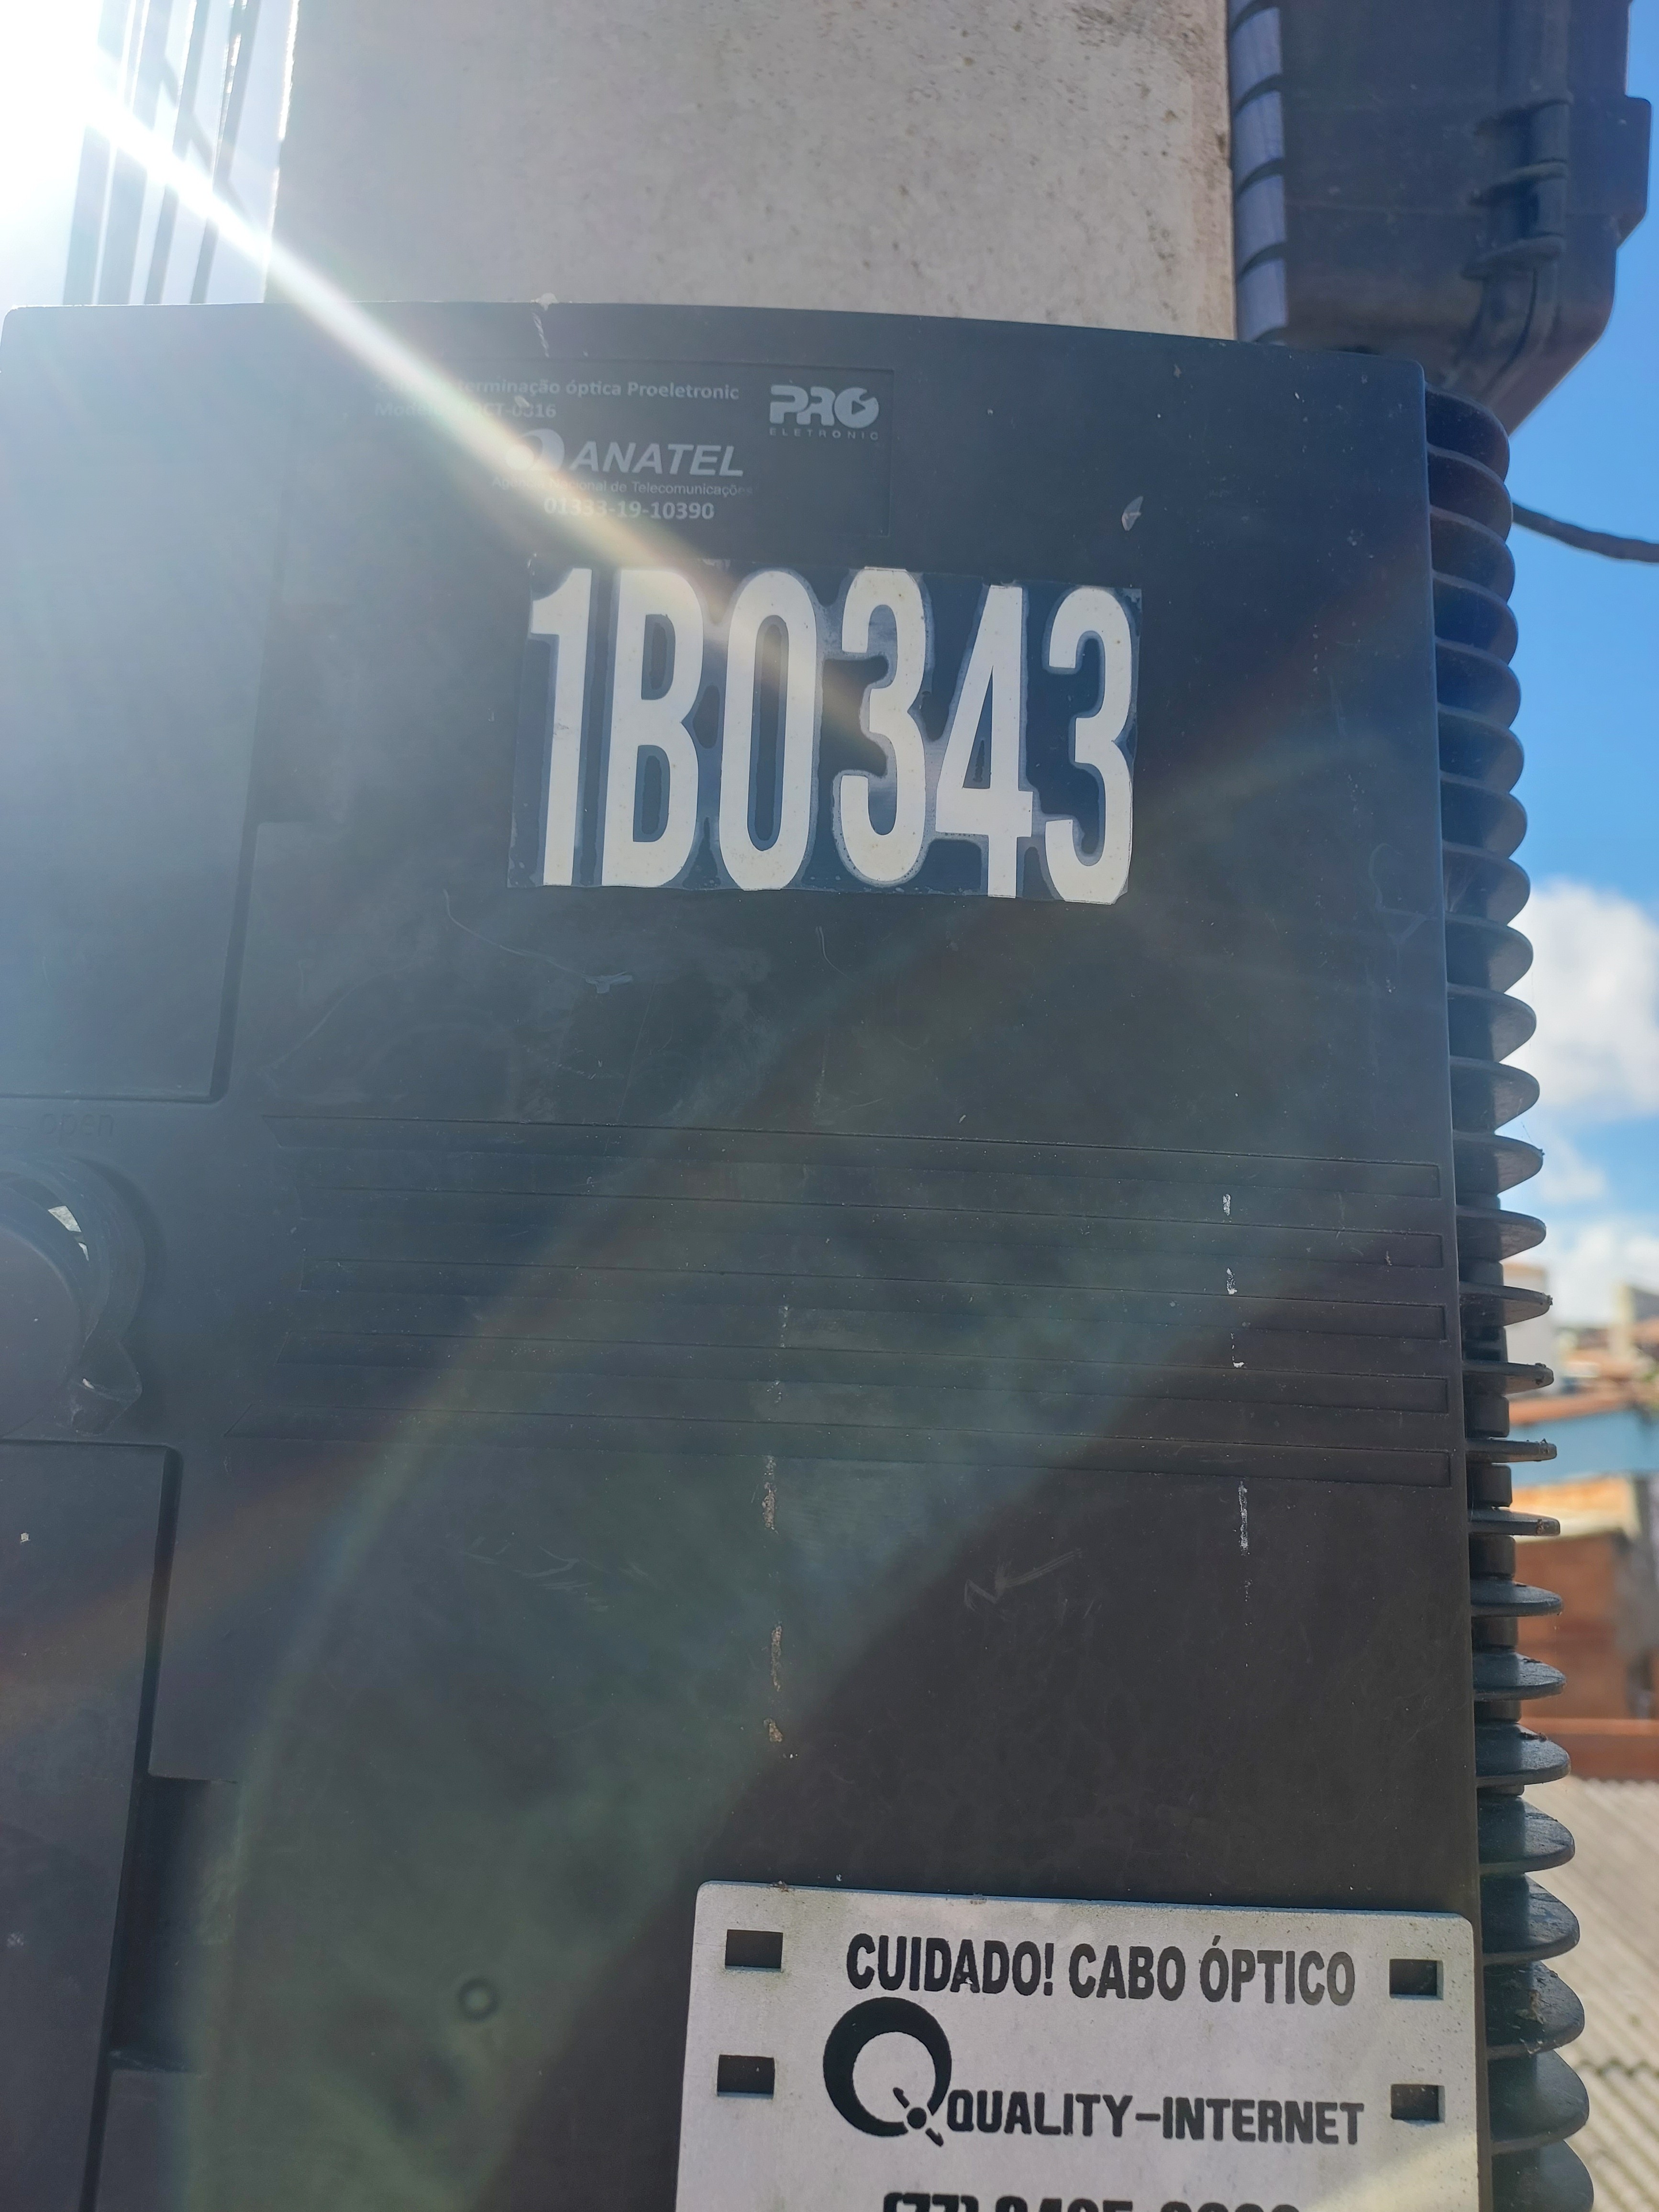 terminação óptica Proeletronic
PRO
ELETRONIC
ANATEL
Agência Nacional de Telecomunicações
01333-19-10390
1B0343
open
CUIDADO! CABO ÓPTICO
QUALITY-INTERNET